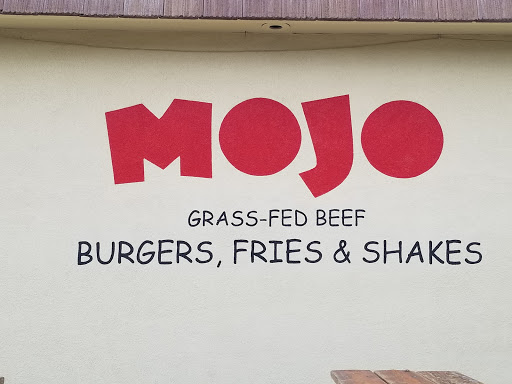 MOJO
GRASS-FED BEEF
BURGERS, FRIES & SHAKES